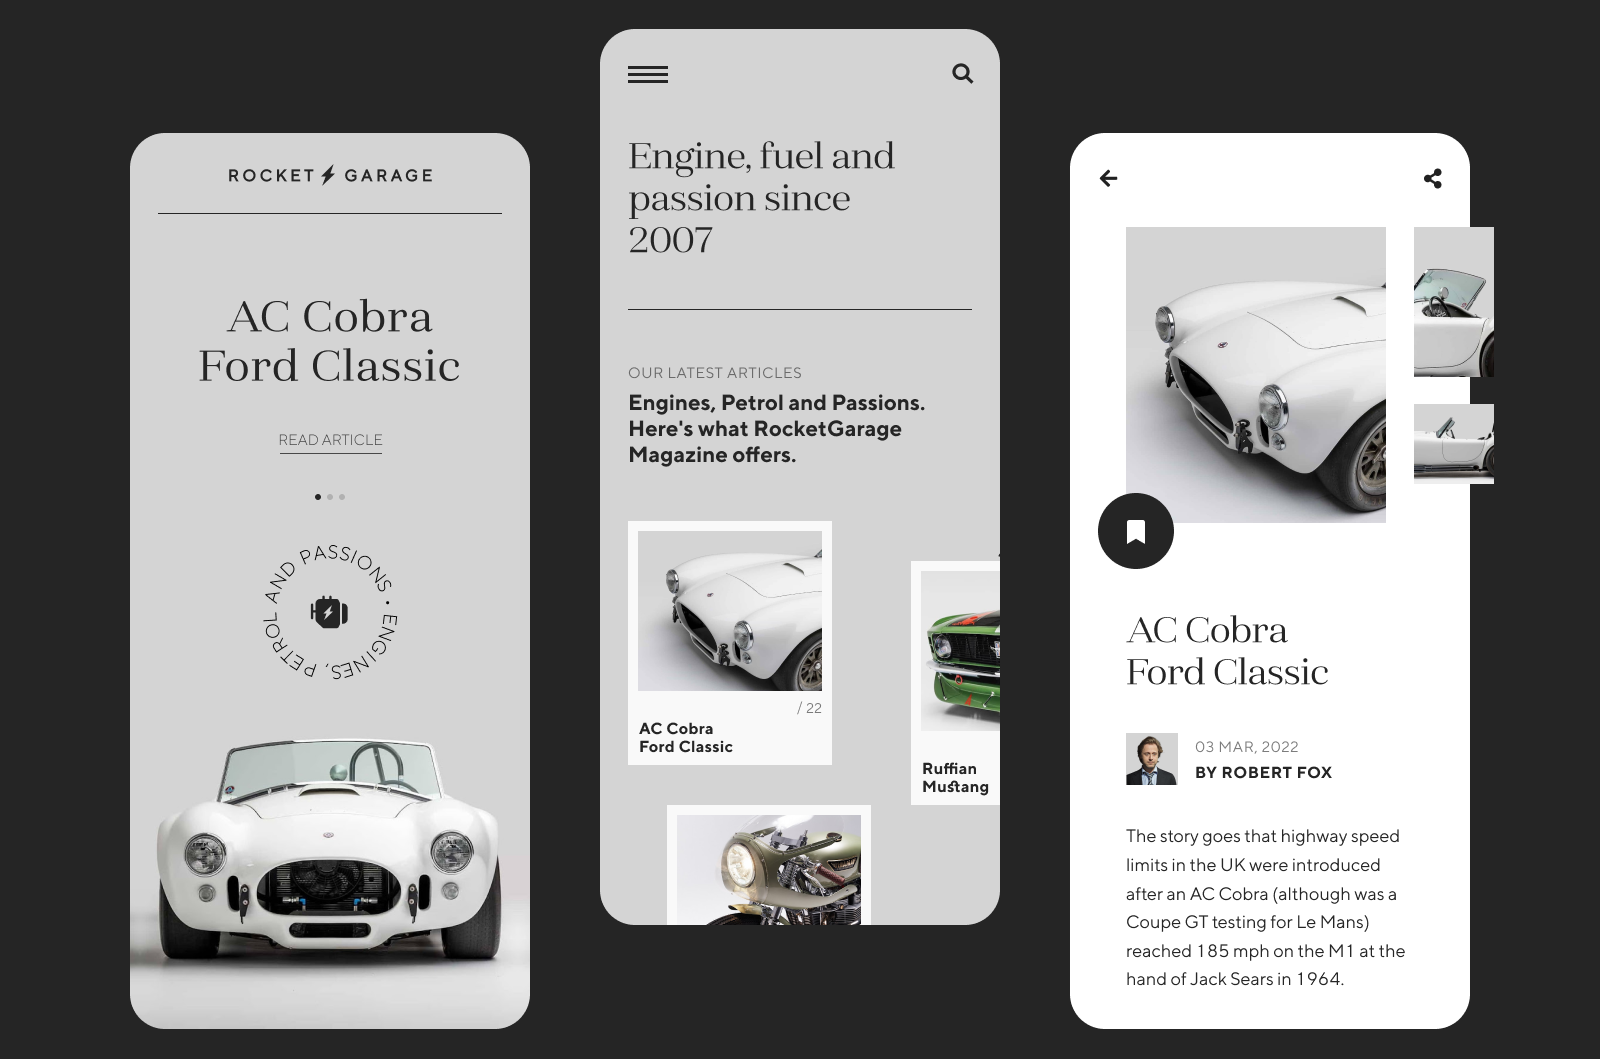 ROCKET GARAGE
AC Cobra
Ford Classic
READ ARTICLE
ENGINES, PETROL AND PASSIONS •
Engine, fuel and
passion since
2007
OUR LATEST ARTICLES
Engines, Petrol and Passions.
Here's what RocketGarage
Magazine offers.
/ 22
AC Cobra
Ford Classic
Ruffian
Mustang
AC Cobra
Ford Classic
03 MAR, 2022
BY ROBERT FOX
The story goes that highway speed
limits in the UK were introduced
after an AC Cobra (although was a
Coupe GT testing for Le Mans)
reached 185 mph on the M1 at the
hand of Jack Sears in 1964.